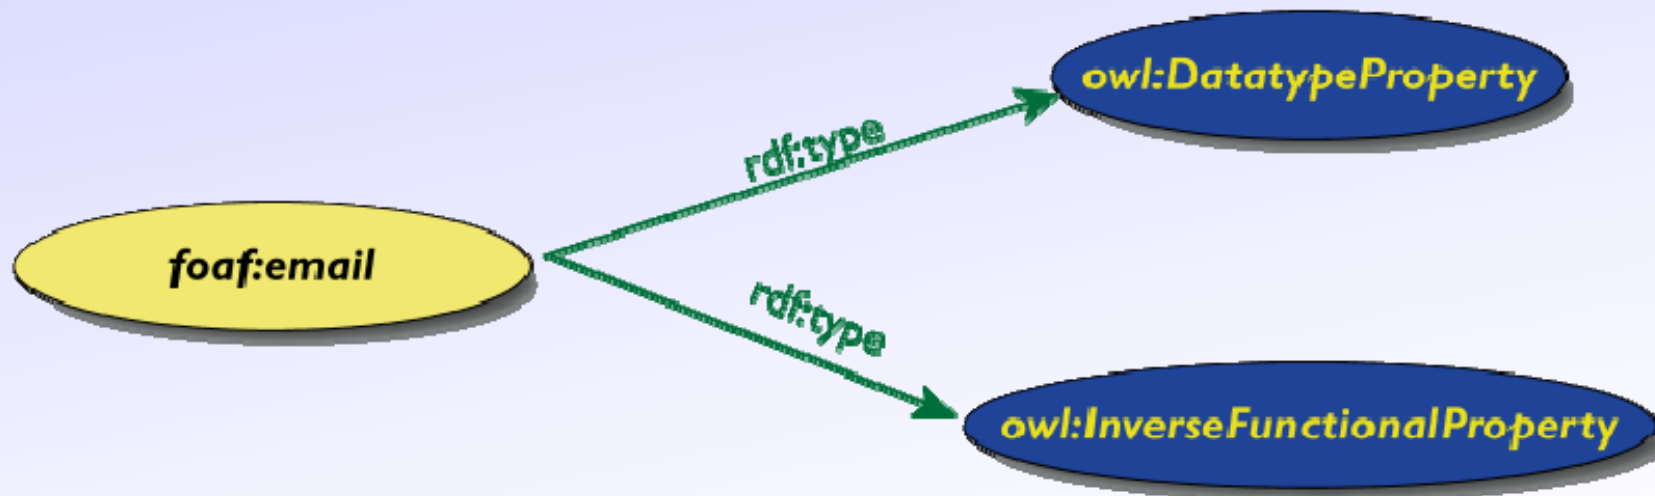 owl:DatatypeProperty
rdf:type
foaf:email
rdf:type
owl:InverseFunctionalProperty